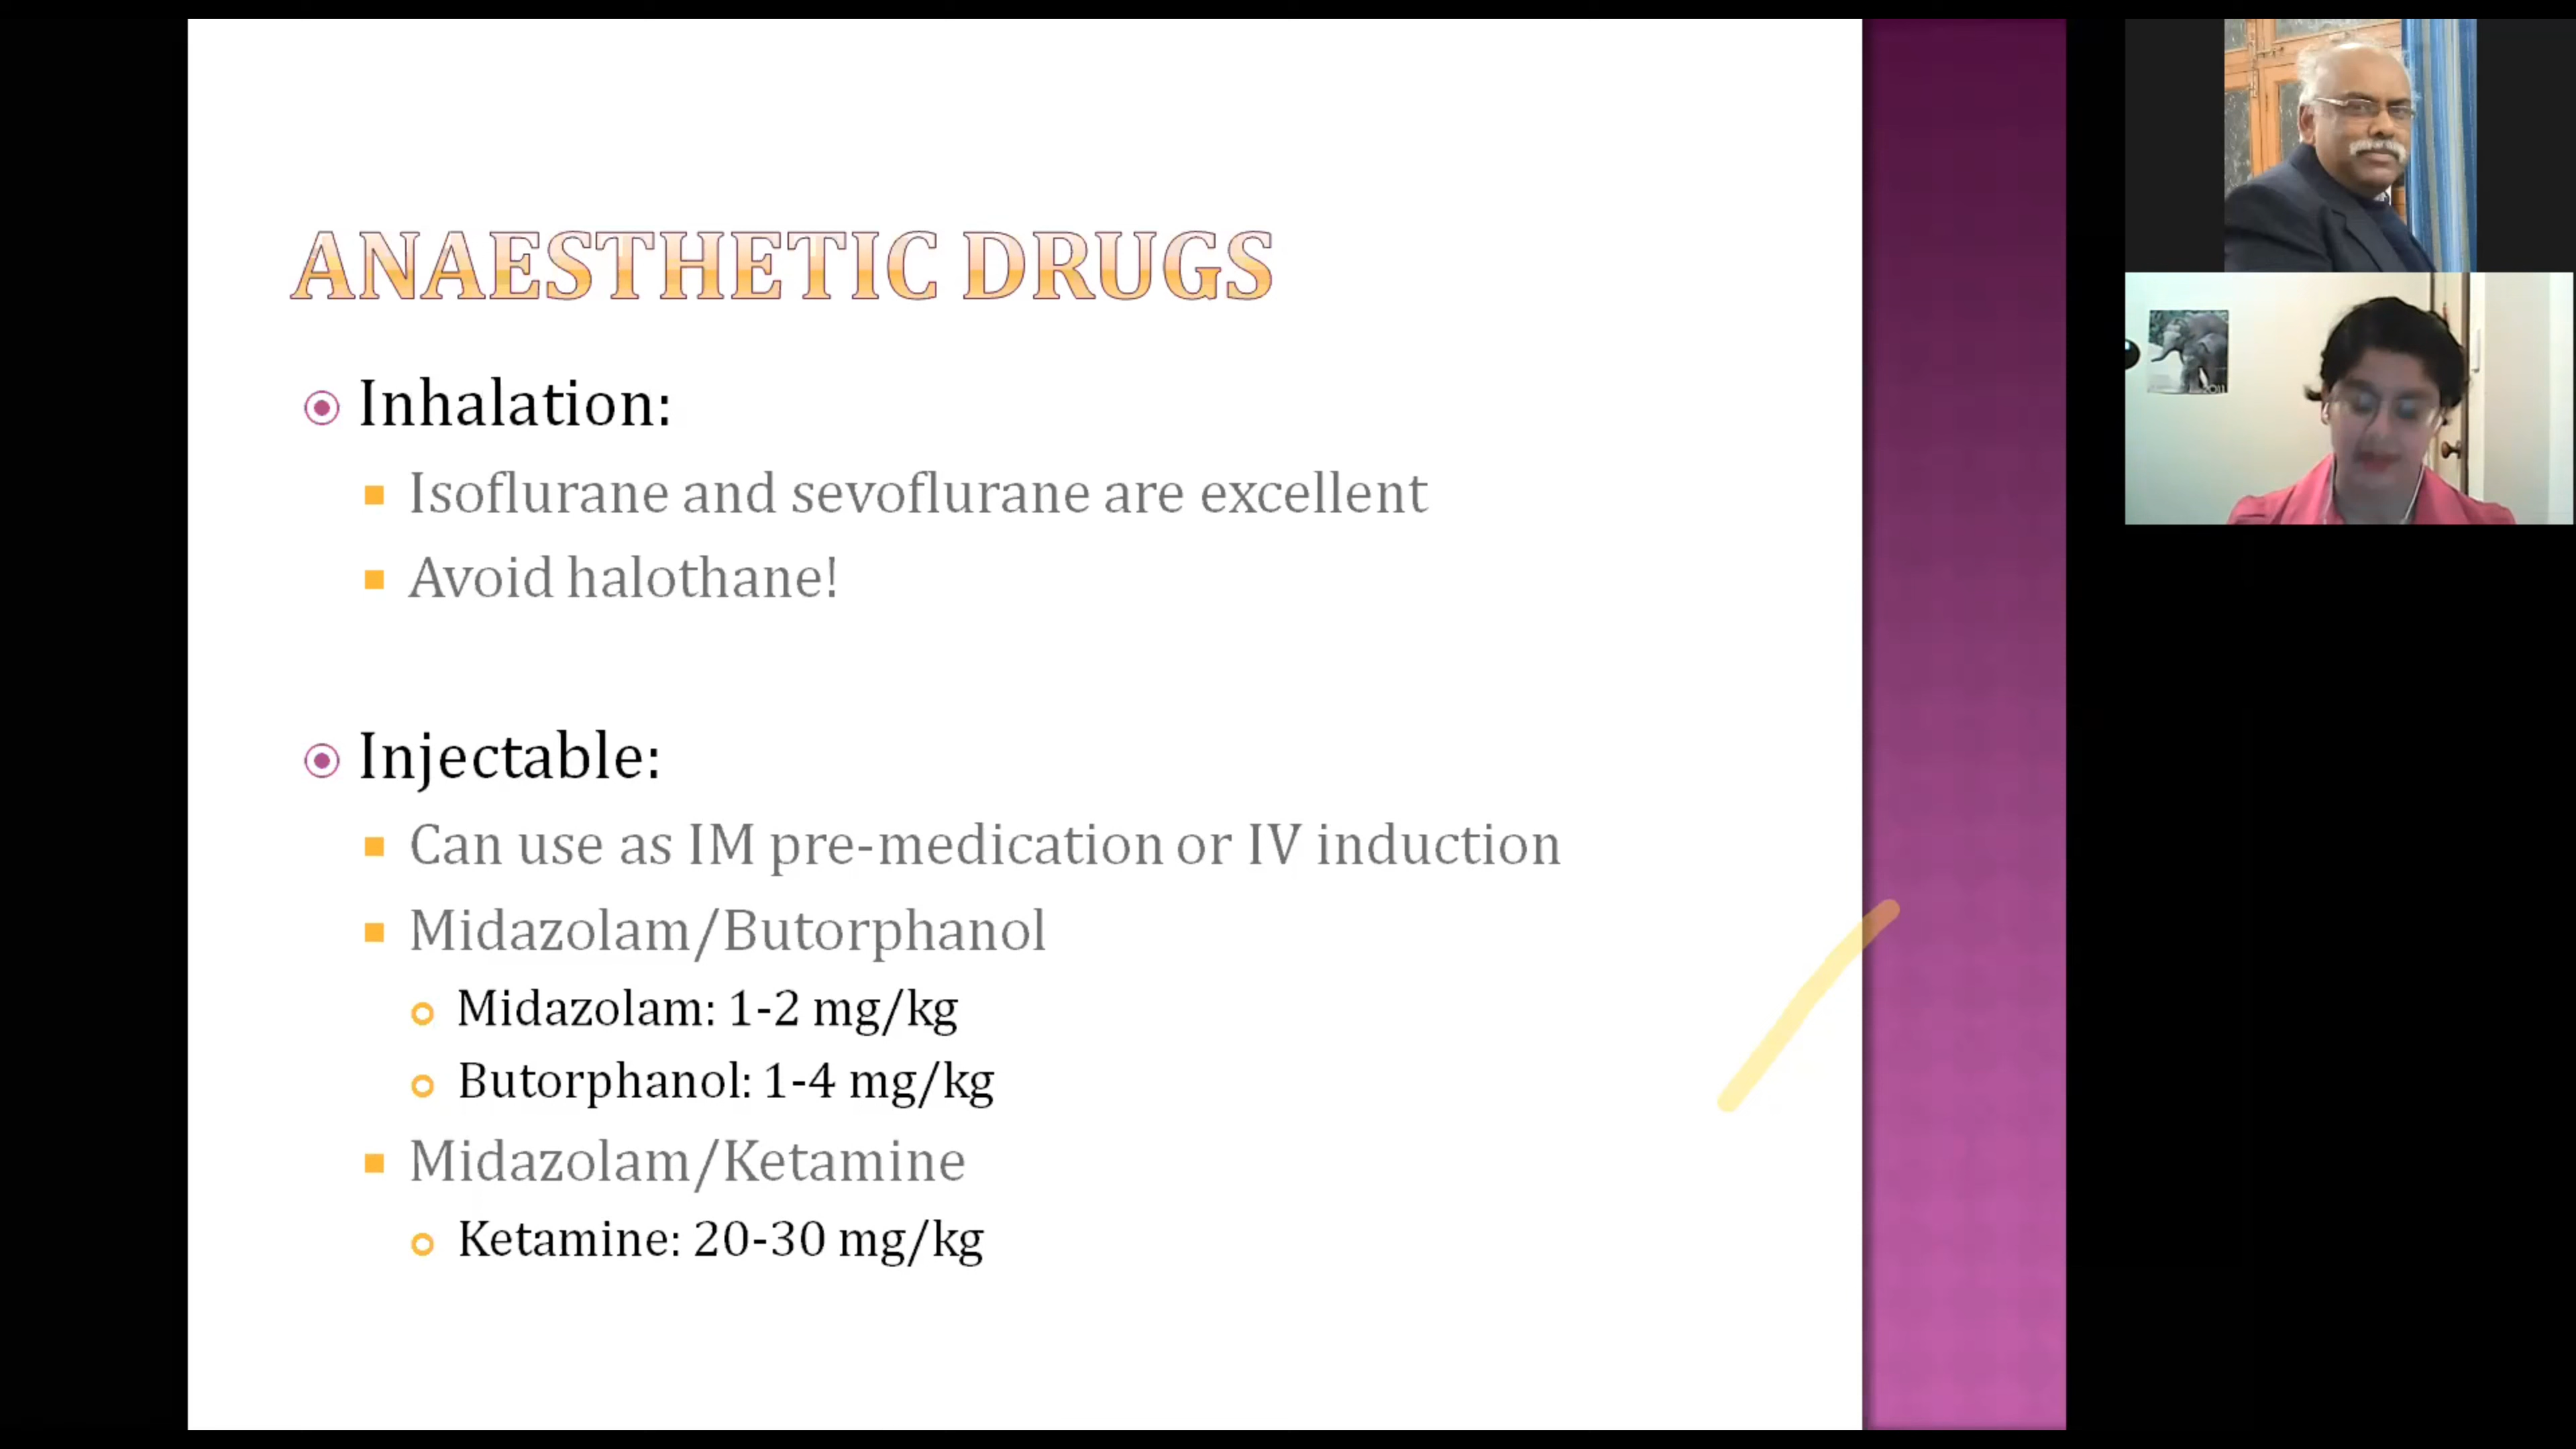 ANAESTHETIC DRUGS
Inhalation:
Isoflurane and sevoflurane are excellent
Avoid halothane!
Injectable:
Can use as IM pre-medication or IV induction
Midazolam/Butorphanol
Midazolam: 1-2 mg/kg
Butorphanol: 1-4 mg/kg
Midazolam/Ketamine
Ketamine: 20-30 mg/kg
2011